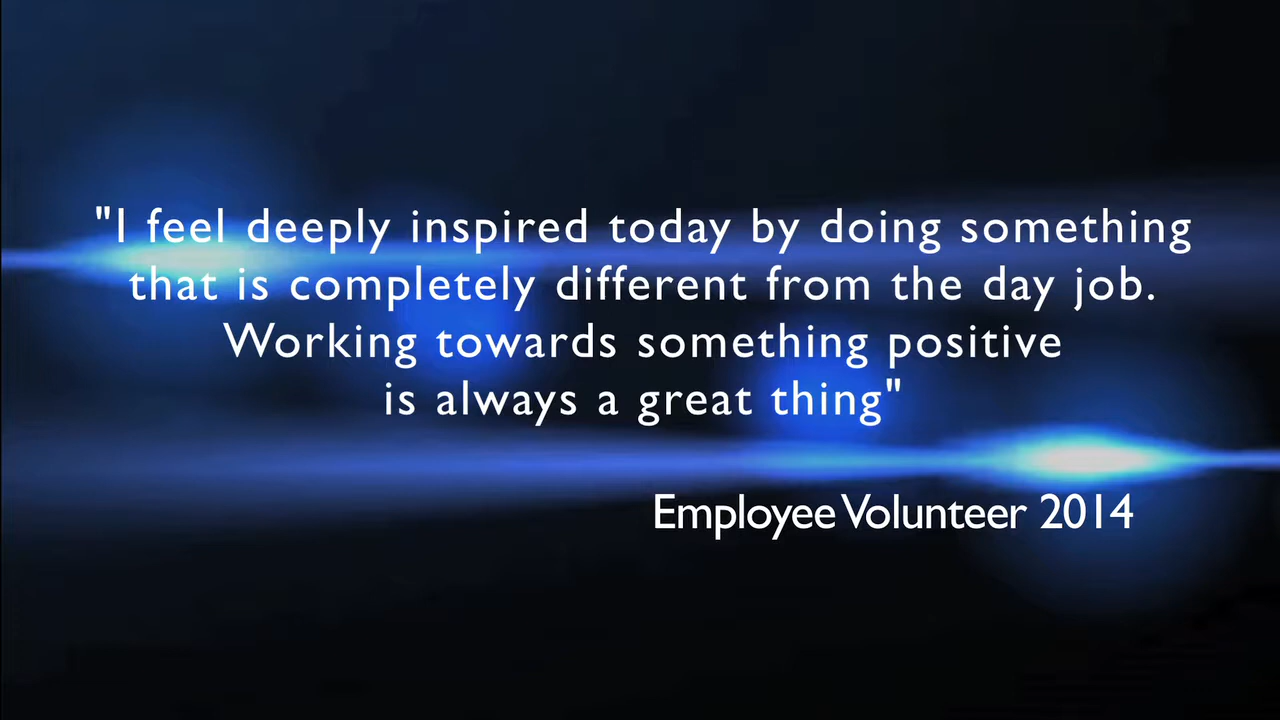 "I feel deeply inspired today by doing something
that is completely different from the day job.
Working towards something positive
is always a great thing"
Employee Volunteer 2014